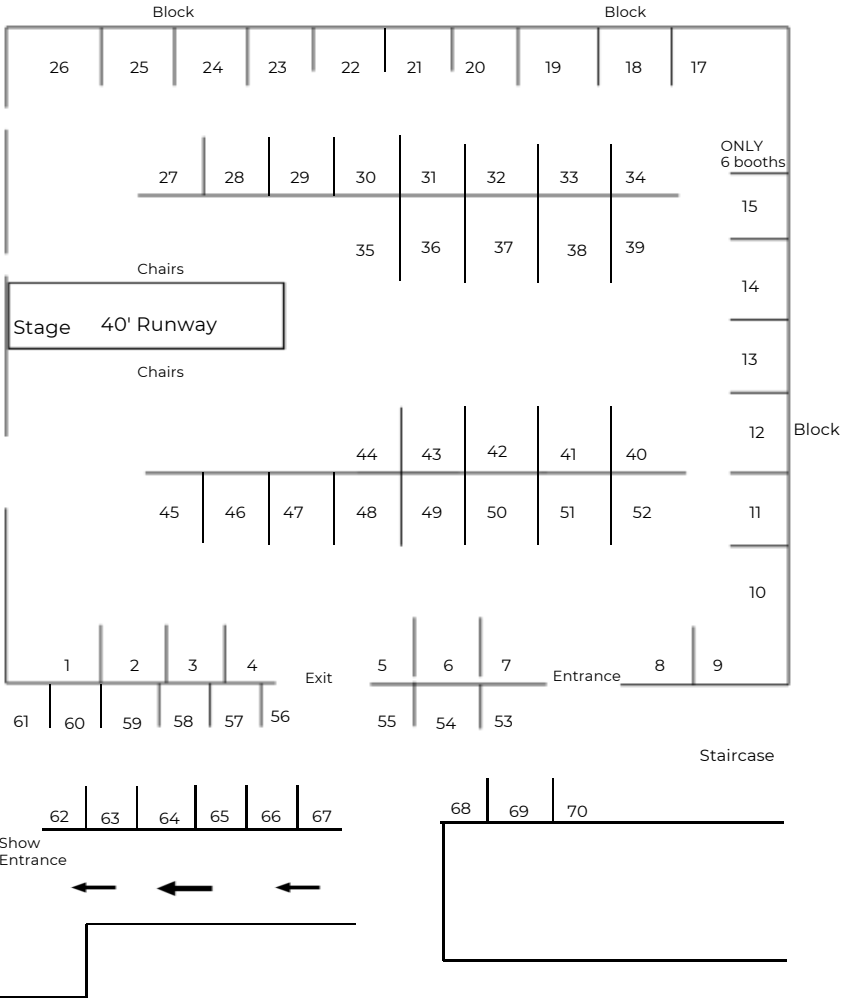 Block Block
26 25 24 23 22 21 20 19 18 17
ONLY
6 booths
27 28 29 30 31 32 33 34
15
35 36 37 38 39
Chairs
14
Stage 40' Runway
13
Chairs
12 Block
44 43 42 41 40
45 46 47 48 49 50 51 52 11
10
1 2 3 4 Exit 5 6 7 Entrance 8 9
61 60 59 58 57 56 55 54 53
Staircase
62 63 64 65 66 67 68 69 70
Show
Entrance